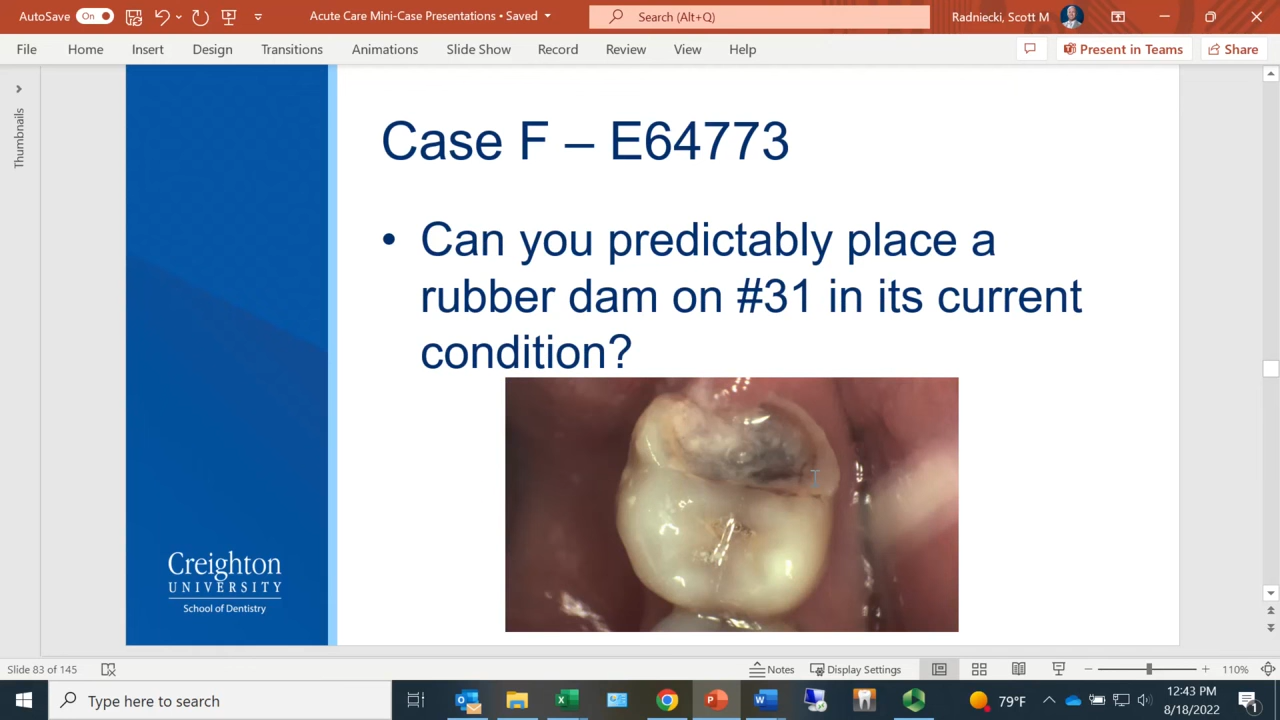 AutoSave On Acute Care Mini-Case Presentations • Saved Search (Alt+Q) Radniecki, Scott M
File Home Insert Design Transitions Animations Slide Show Record Review View Help Present in Teams Share
Thumbnails
Case F – E64773
• Can you predictably place a
rubber dam on #31 in its current
condition?
Creighton
UNIVERSITY
School of Dentistry
Slide 83 of 145 Notes Display Settings 110%
Type here to search 79°F 12:43 PM
8/18/2022 1